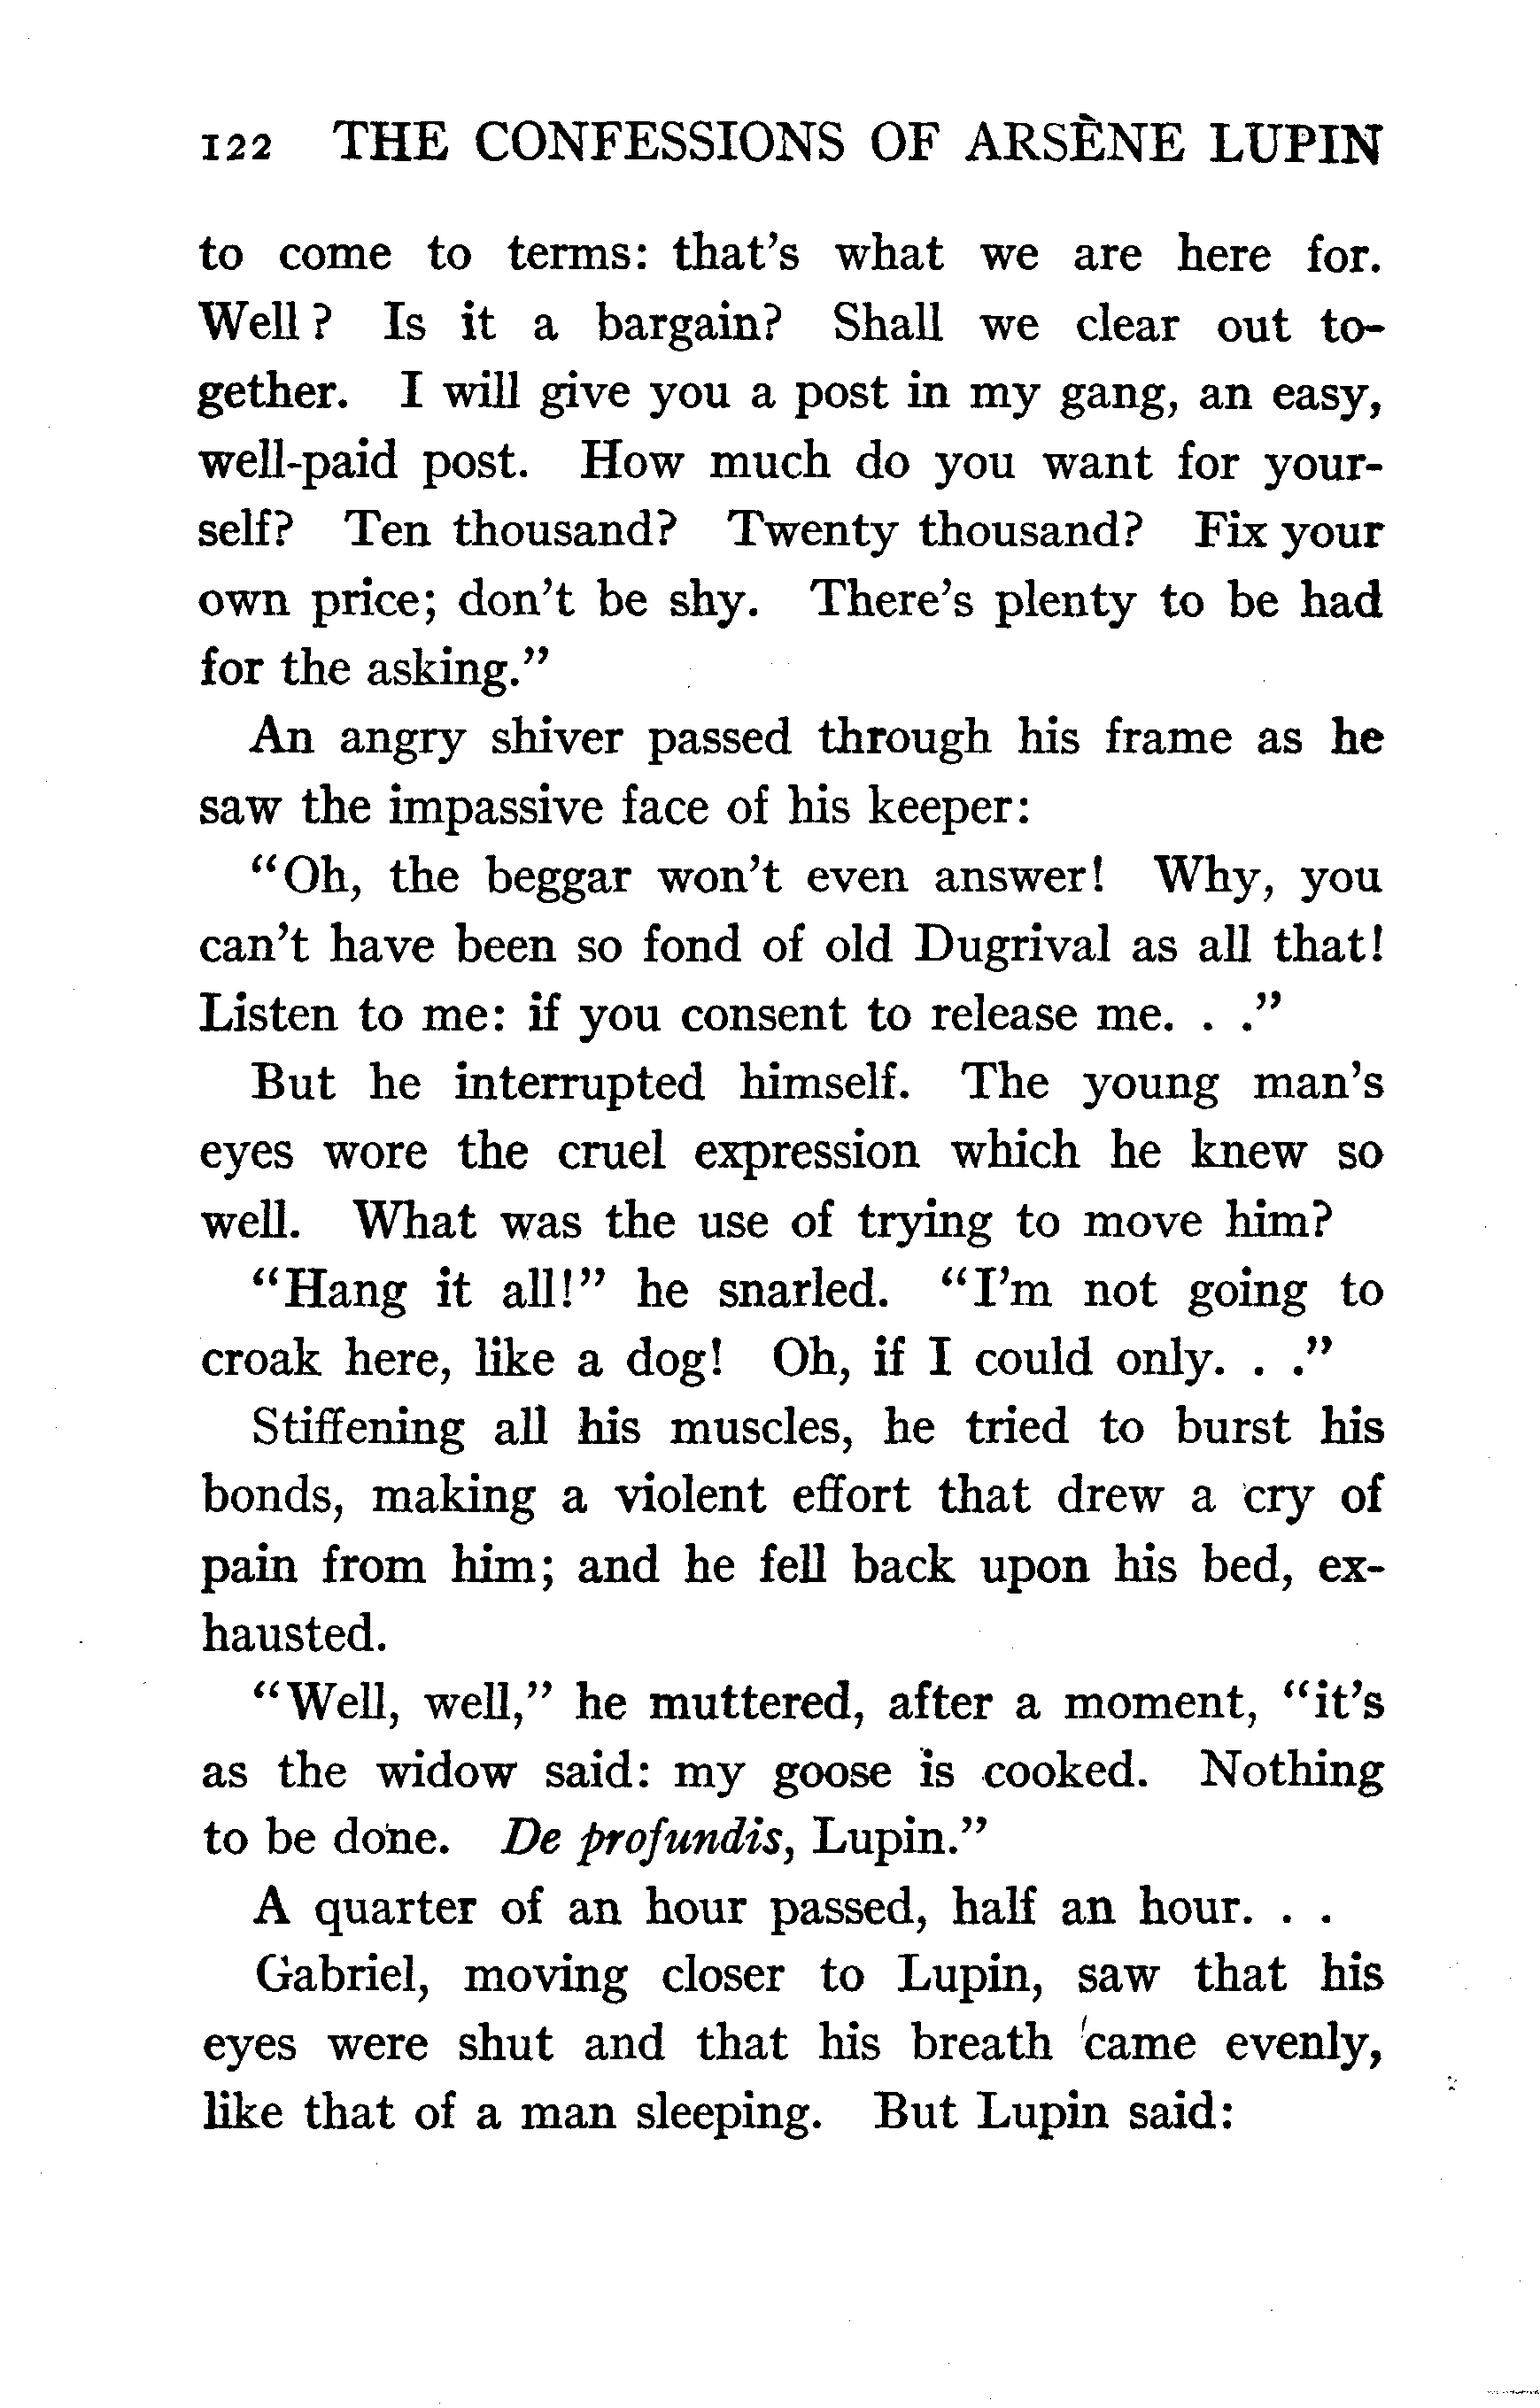 122 THE CONFESSIONS OF ARSÈNE LUPIN
to come to terms: that's what we are here for.
Well? Is it a bargain? Shall we clear out to-
gether. I will give you a post in my gang, an easy,
well-paid post. How much do you want for your-
self? Ten thousand? Twenty thousand? Fix your
own price; don't be shy. There's plenty to be had
for the asking."
An angry shiver passed through his frame as he
saw the impassive face of his keeper:
"Oh, the beggar won't even answer! Why, you
can't have been so fond of old Dugrival as all that!
Listen to me: if you consent to release me. . ."
But he interrupted himself. The young man's
eyes wore the cruel expression which he knew so
well. What was the use of trying to move him?
"Hang it all!" he snarled. "I'm not going to
croak here, like a dog! Oh, if I could only. . ."
Stiffening all his muscles, he tried to burst his
bonds, making a violent effort that drew a cry of
pain from him; and he fell back upon his bed, ex-
hausted.
"Well, well," he muttered, after a moment, "it's
as the widow said: my goose is cooked. Nothing
to be done. De profundis, Lupin."
A quarter of an hour passed, half an hour. . .
Gabriel, moving closer to Lupin, saw that his
eyes were shut and that his breath came evenly,
like that of a man sleeping. But Lupin said: